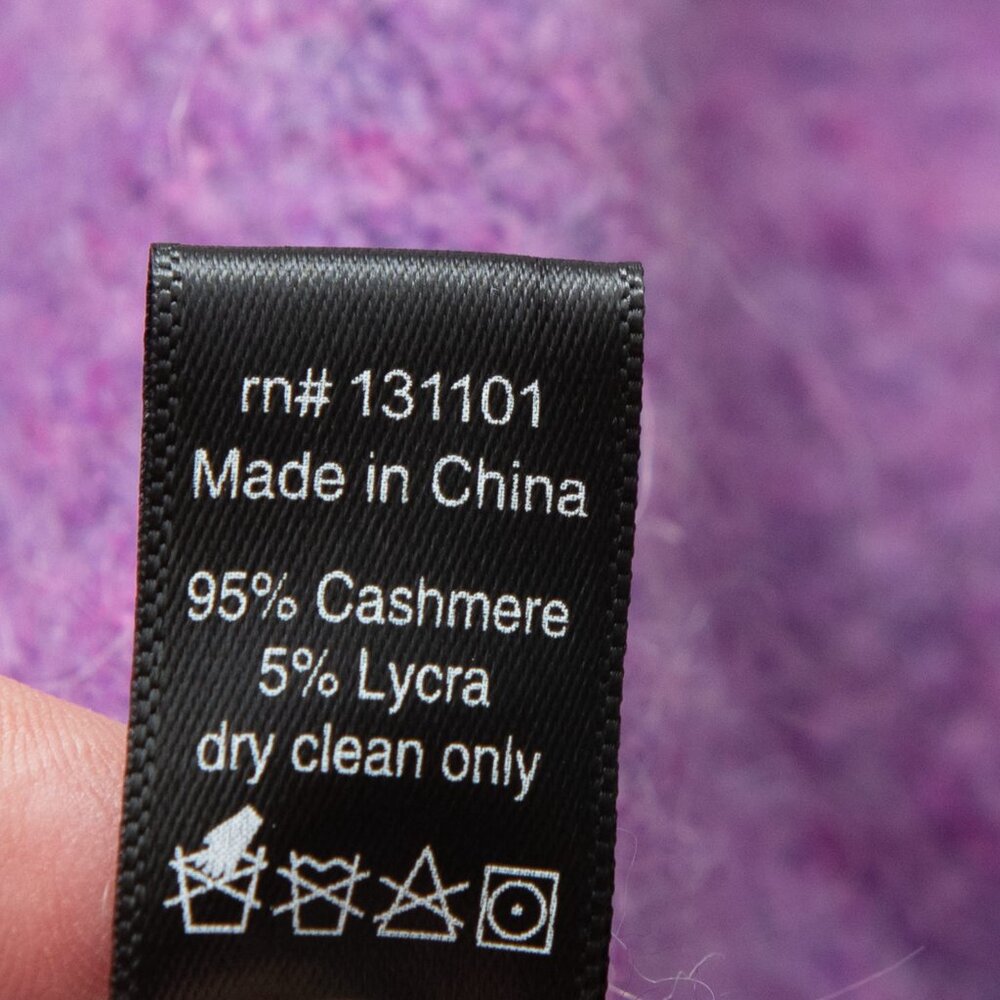 rn# 131101
Made in China
95% Cashmere
5% Lycra
dry clean only